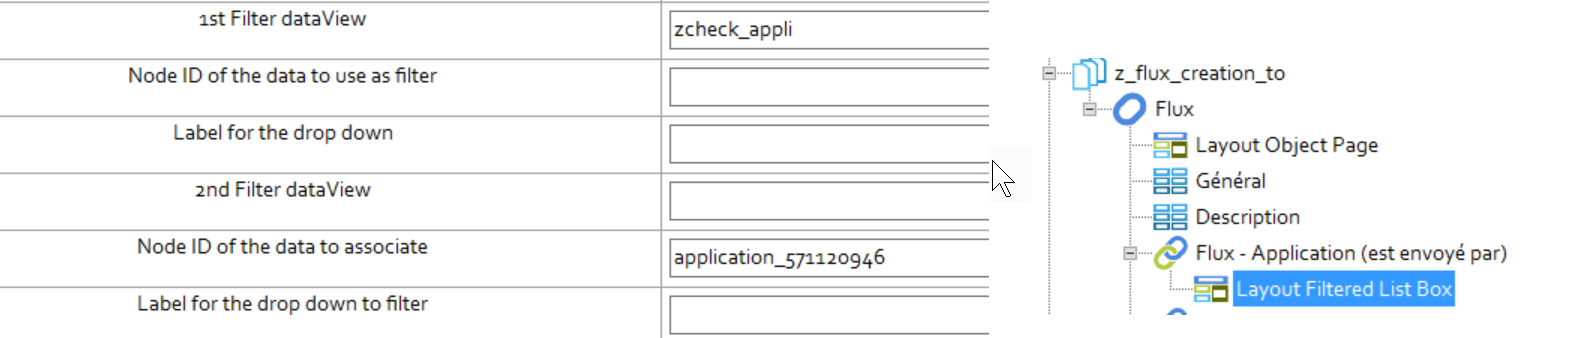 1st Filter dataView
zcheck_appli
Node ID of the data to use as filter
Label for the drop down
2nd Filter dataView
Node ID of the data to associate
application_571120946
Label for the drop down to filter
z_flux_creation_to
Flux
Layout Object Page
Général
Description
Flux - Application (est envoyé par)
Layout Filtered List Box